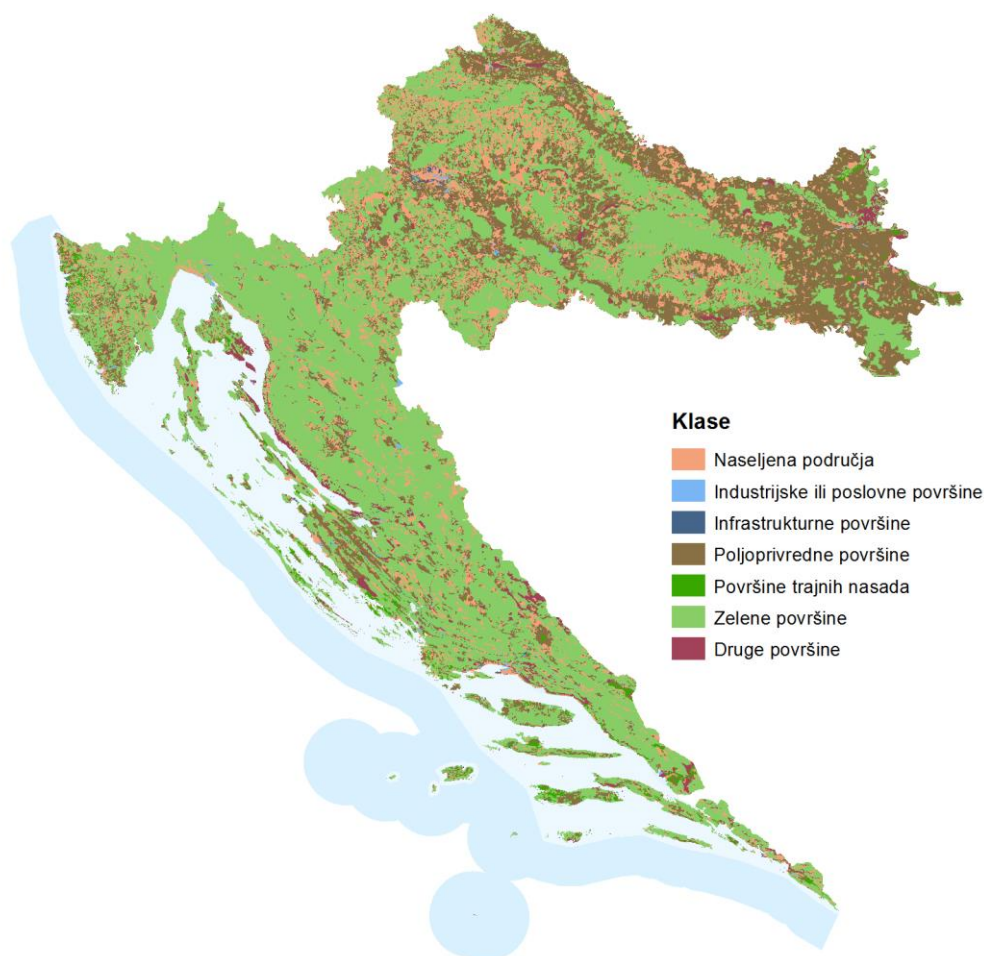 Klase
Naseljena područja
Industrijske ili poslovne površine
Infrastrukturne površine
Poljoprivredne površine
Površine trajnih nasada
Zelene površine
Druge površine